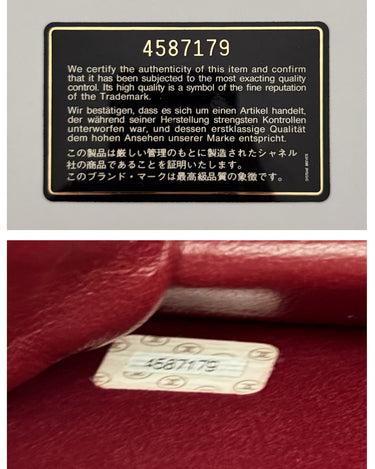 4587179
We certify the authenticity of this item and confirm
that it has been subjected to the most exacting quality
control. Its high quality is a symbol of the fine reputation
of the Trademark.
Wir bestätigen, dass es sich um einen Artikel handelt,
der während seiner Herstellung strengsten Kontrollen
unterworfen war, und dessen erstklassige Qualität
dem hohen Ansehen unserer Marke entspricht.
この製品は厳しい管理のもとに製造されたシャネル
社の商品であることを証明いたします。
このブランド・マークは最高級品質の象徴です。
4587179